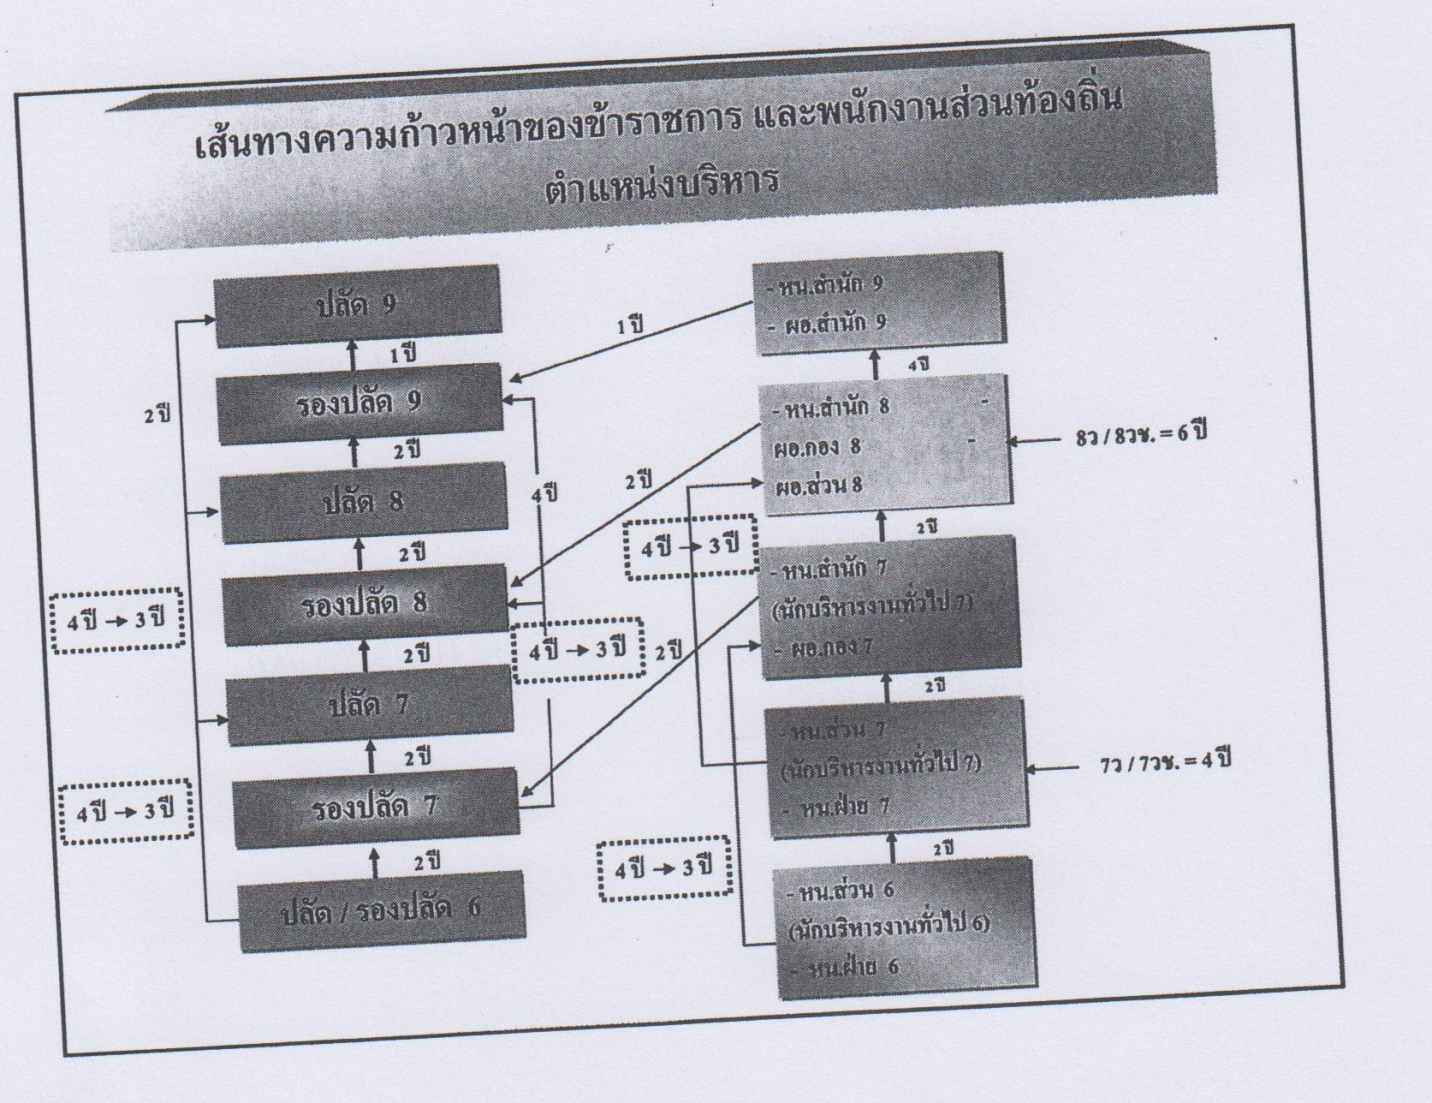 เส้นทางความก้าวหน้าของข้าราชการ และพนักงานส่วนท้องถิ่น
ตำแหน่งบริหาร
ปลัด 9
1 ปี
รองปลัด 9
2 ปี
ปลัด 8
2 ปี
รองปลัด 8
2 ปี
ปลัด 7
2 ปี
รองปลัด 7
2 ปี
ปลัด / รองปลัด 6
2 ปี
4 ปี → 3 ปี
4 ปี → 3 ปี
4 ปี
4 ปี → 3 ปี
1 ปี
2 ปี
2 ปี
- หน.สำนัก 9
- ผอ.สำนัก 9
4 ปี
- หน.สำนัก 8 -
ผอ.กอง 8 -
ผอ.ส่วน 8
8ว / 8วช. = 6 ปี
2 ปี
4 ปี → 3 ปี
- หน.สำนัก 7
(นักบริหารงานทั่วไป 7)
- ผอ.กอง 7
2 ปี
- หน.ส่วน 7
(นักบริหารงานทั่วไป 7)
- หน.ฝ่าย 7
7ว / 7วช. = 4 ปี
2 ปี
4 ปี → 3 ปี
- หน.ส่วน 6
(นักบริหารงานทั่วไป 6)
- หน.ฝ่าย 6